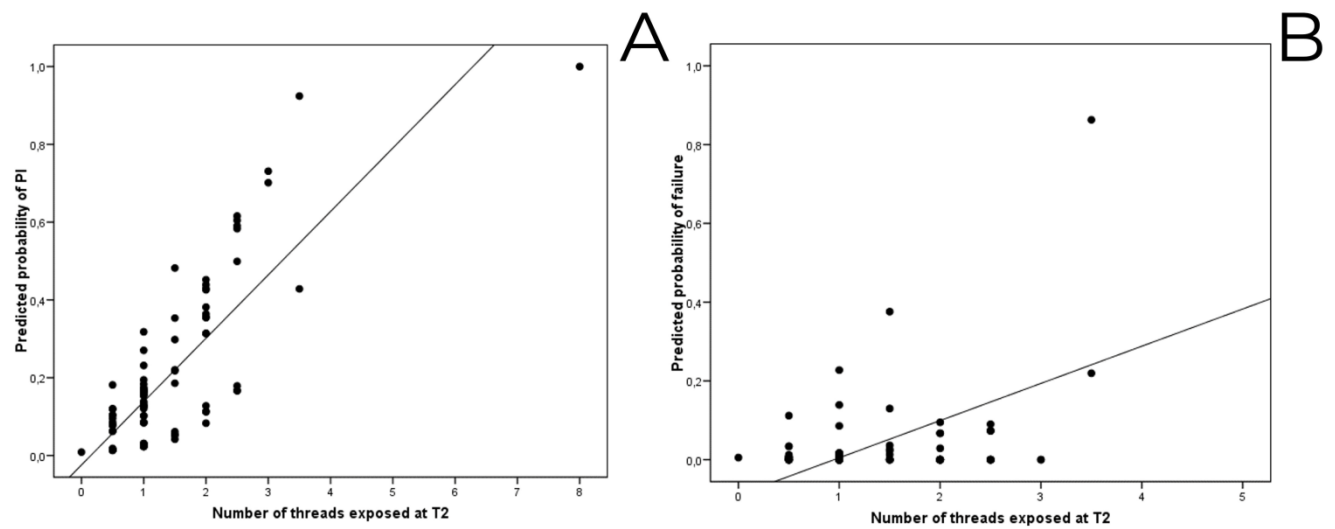 A
Predicted probability of PI
1,0
0,8
0,6
0,4
0,2
0,0
0 1 2 3 4 5 6 7 8
Number of threads exposed at T2
B
Predicted probability of failure
1,0
0,8
0,6
0,4
0,2
0,0
0 1 2 3 4 5
Number of threads exposed at T2